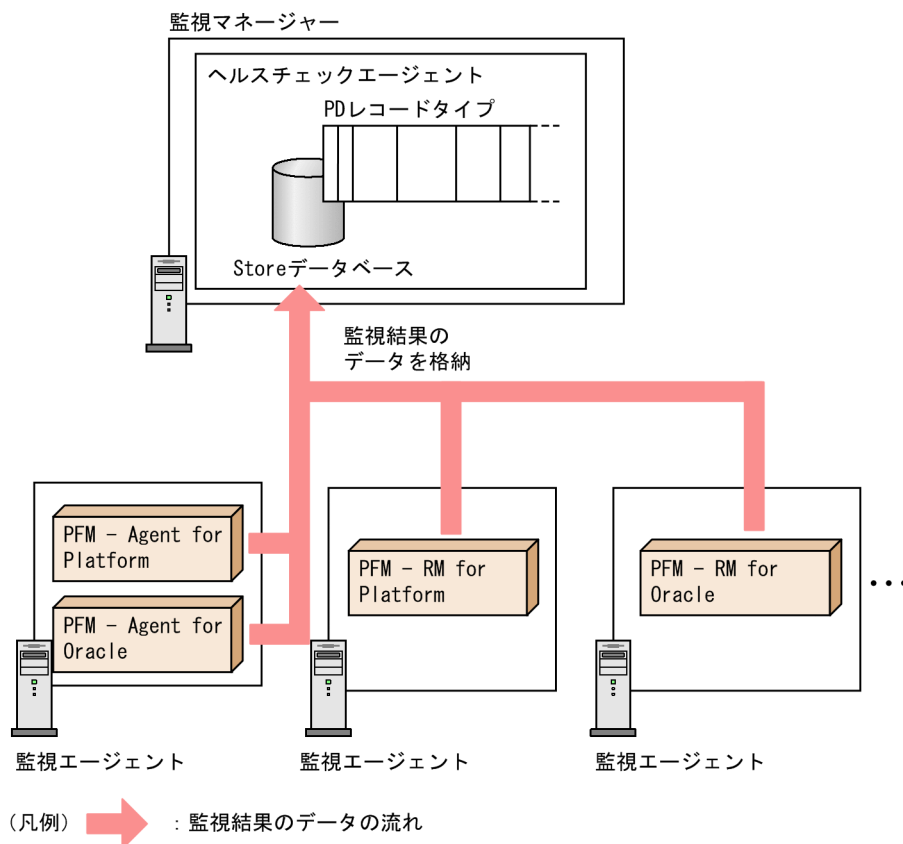 監視マネージャー
ヘルスチェックエージェント
PDレコードタイプ
Storeデータベース
監視結果の
データを格納
PFM − Agent for
Platform
PFM − Agent for
Oracle
PFM − RM for
Platform
PFM − RM for
Oracle
…
監視エージェント
監視エージェント
監視エージェント
（凡例）
：監視結果のデータの流れ